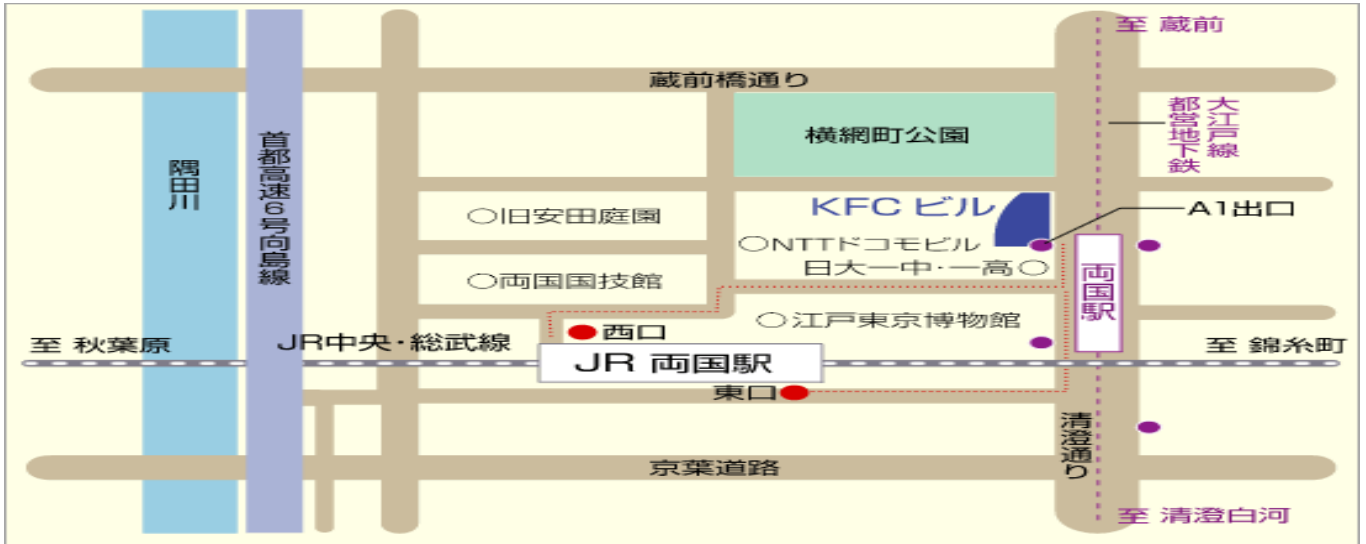 至 蔵前
蔵前橋通り
大江戸線
都営地下鉄
首都高速6号向島線
隅田川
横網町公園
KFC ビル
A1出口
○旧安田庭園
○NTTドコモビル
日大一中・一高○
○両国国技館
両国駅
○江戸東京博物館
西口
至 秋葉原
JR中央・総武線
JR 両国駅
至 錦糸町
東口
清澄通り
京葉道路
至 清澄白河